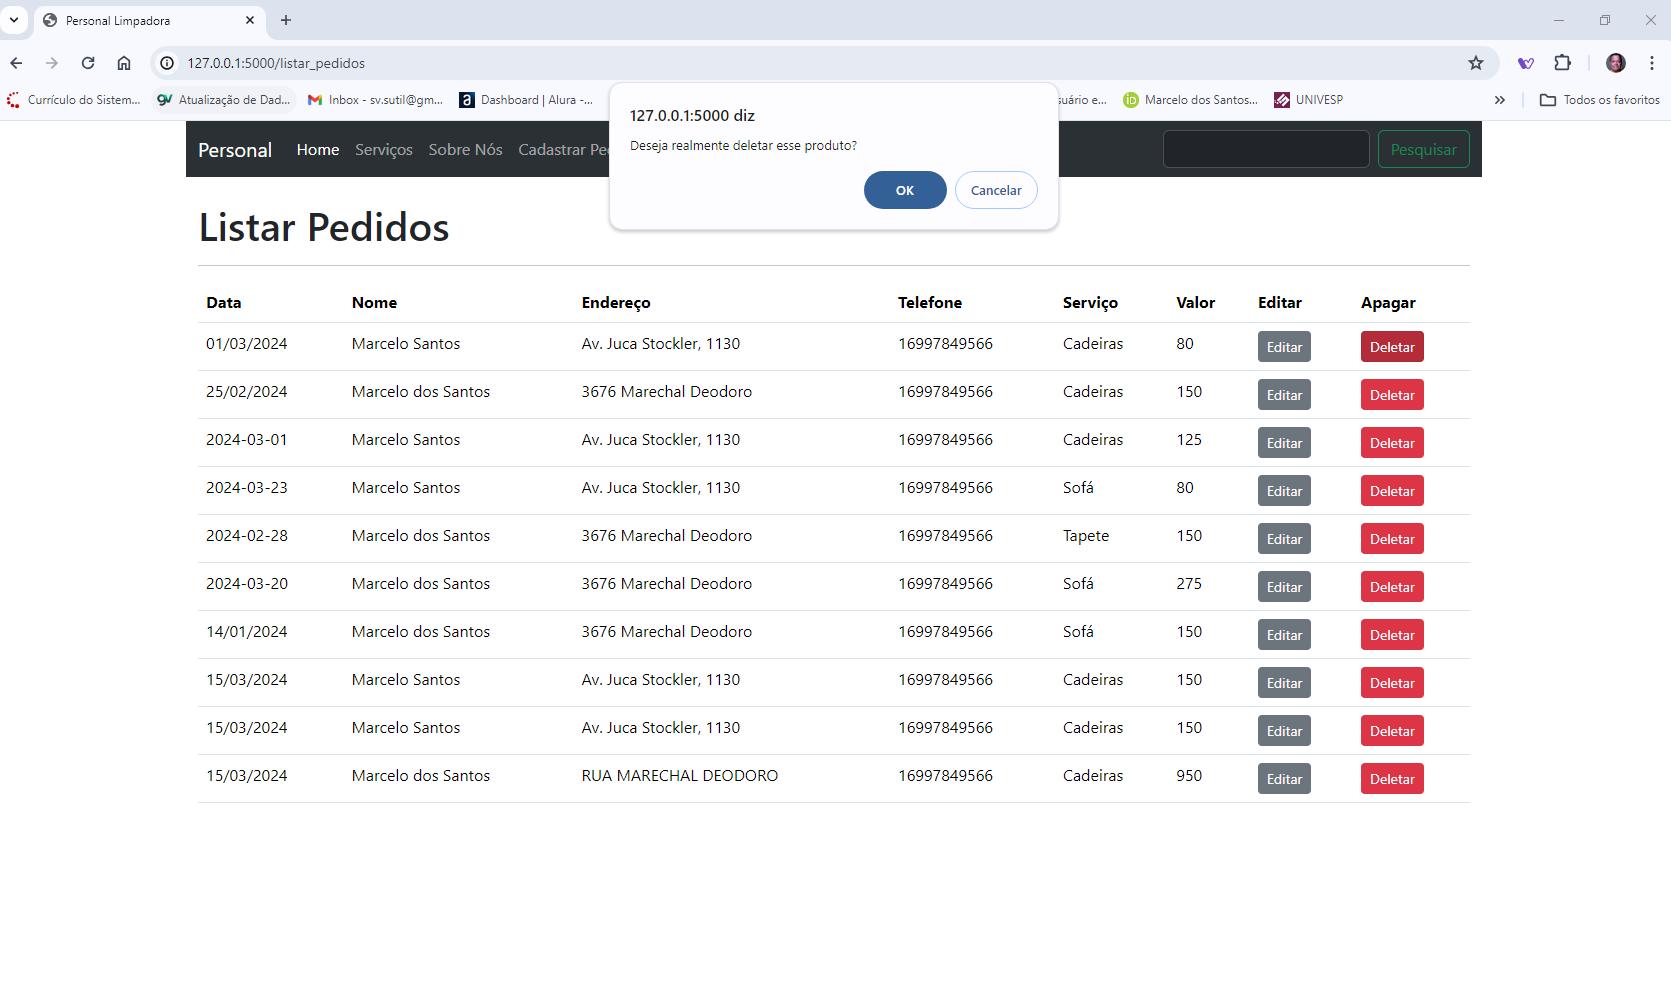 Personal Limpadora
127.0.0.1:5000/listar_pedidos
Currículo do Sistem... Atualização de Dad... Inbox - sv.sutil@gm... Dashboard | Alura -... suário e... Marcelo dos Santos... UNIVESP Todos os favoritos
127.0.0.1:5000 diz
Deseja realmente deletar esse produto?
OK Cancelar
Personal Home Serviços Sobre Nós Cadastrar Pe Pesquisar
Listar Pedidos
Data Nome Endereço Telefone Serviço Valor Editar Apagar
01/03/2024 Marcelo Santos Av. Juca Stockler, 1130 16997849566 Cadeiras 80 Editar Deletar
25/02/2024 Marcelo dos Santos 3676 Marechal Deodoro 16997849566 Cadeiras 150 Editar Deletar
2024-03-01 Marcelo Santos Av. Juca Stockler, 1130 16997849566 Cadeiras 125 Editar Deletar
2024-03-23 Marcelo Santos Av. Juca Stockler, 1130 16997849566 Sofá 80 Editar Deletar
2024-02-28 Marcelo dos Santos 3676 Marechal Deodoro 16997849566 Tapete 150 Editar Deletar
2024-03-20 Marcelo dos Santos 3676 Marechal Deodoro 16997849566 Sofá 275 Editar Deletar
14/01/2024 Marcelo dos Santos 3676 Marechal Deodoro 16997849566 Sofá 150 Editar Deletar
15/03/2024 Marcelo Santos Av. Juca Stockler, 1130 16997849566 Cadeiras 150 Editar Deletar
15/03/2024 Marcelo Santos Av. Juca Stockler, 1130 16997849566 Cadeiras 150 Editar Deletar
15/03/2024 Marcelo dos Santos RUA MARECHAL DEODORO 16997849566 Cadeiras 950 Editar Deletar